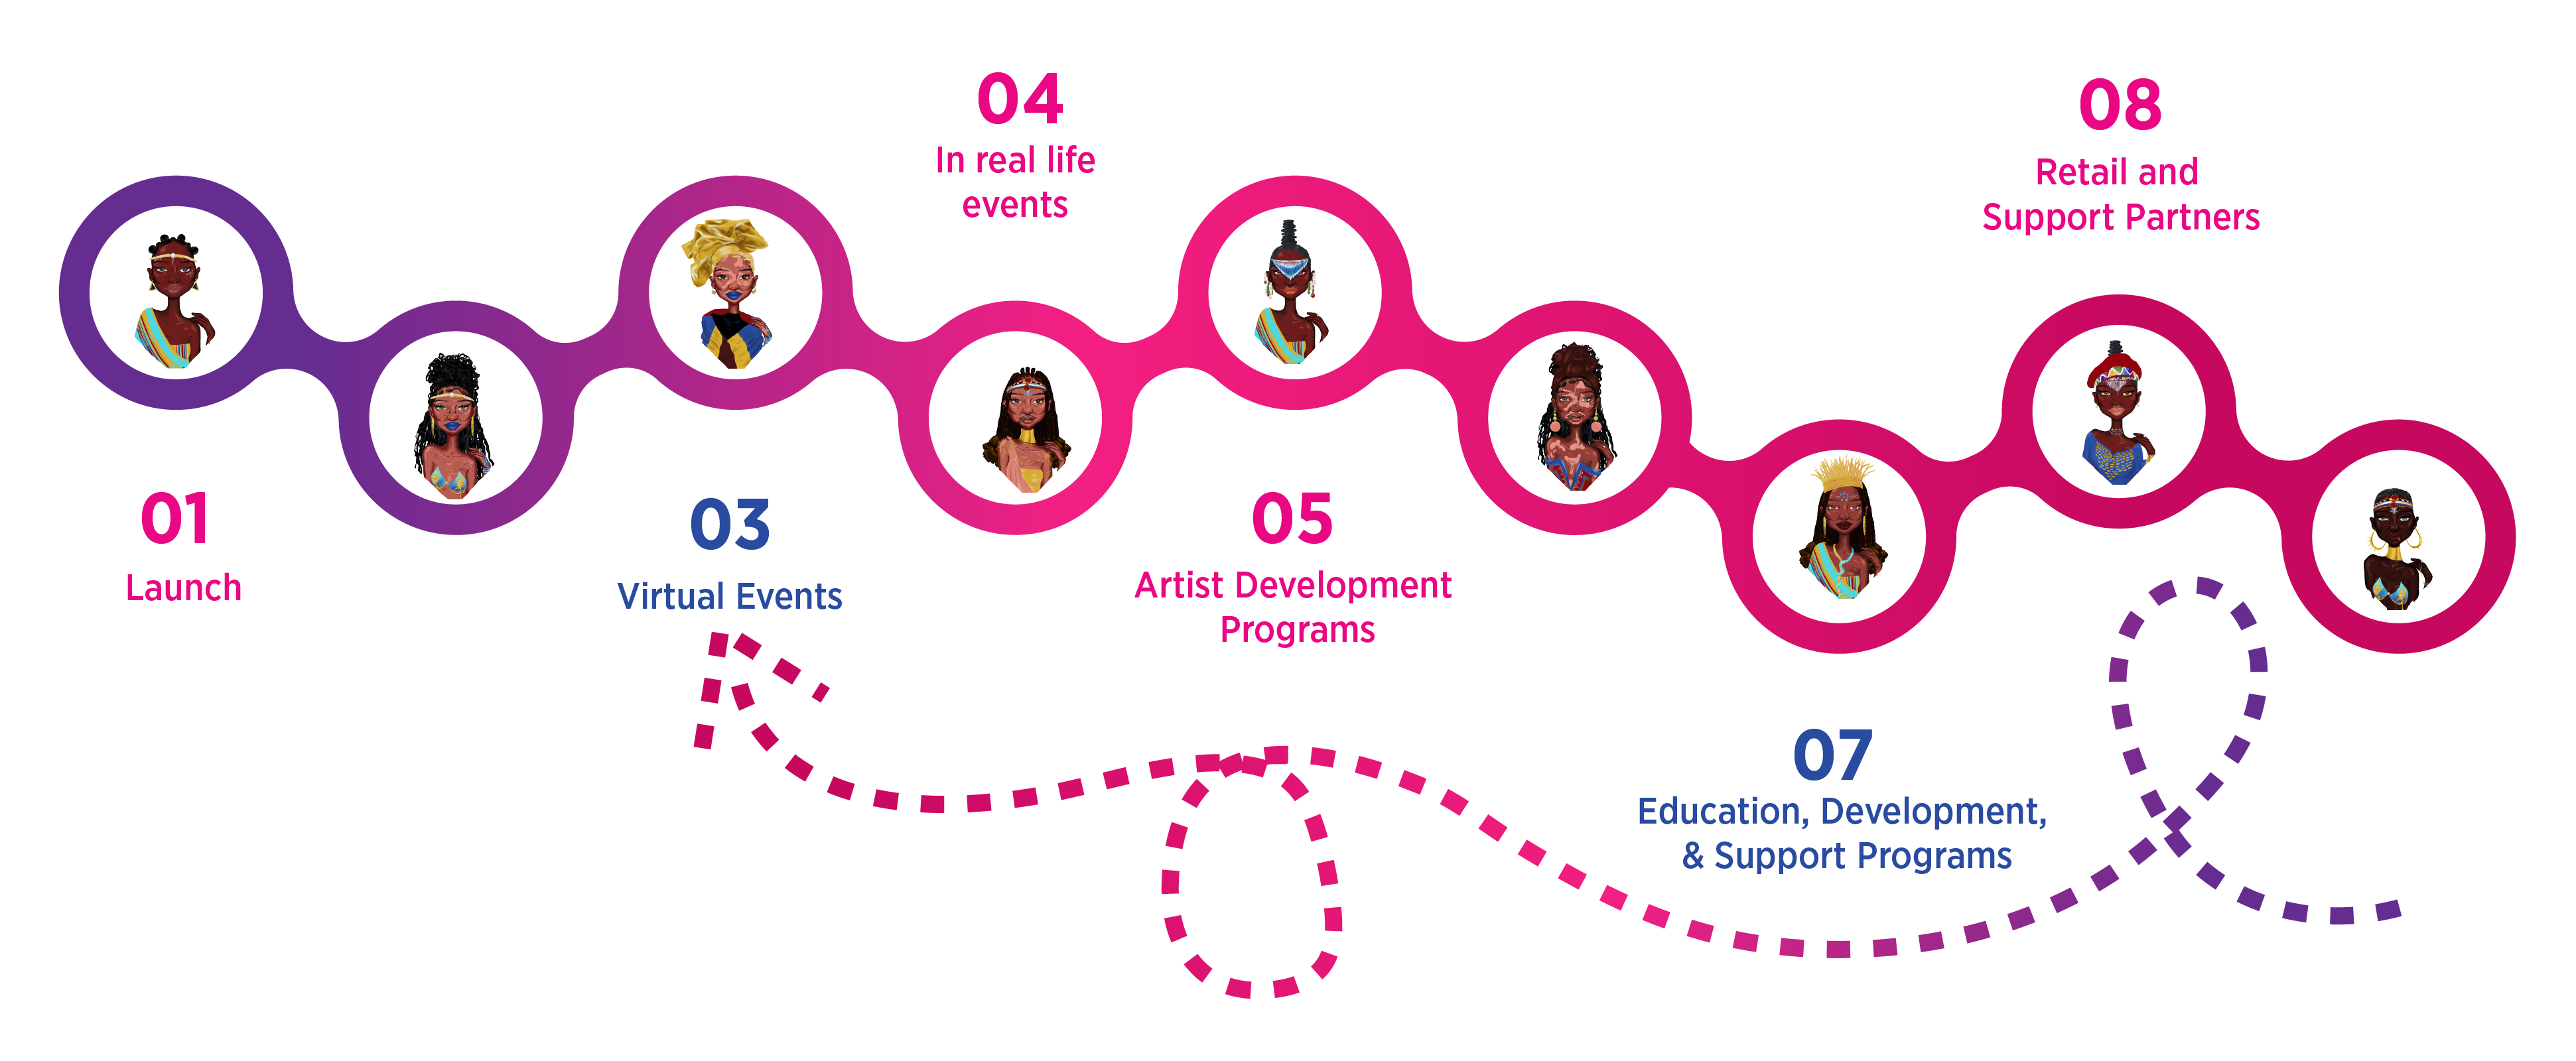 01
Launch
03
Virtual Events
04
In real life
events
05
Artist Development
Programs
07
Education, Development,
& Support Programs
08
Retail and
Support Partners